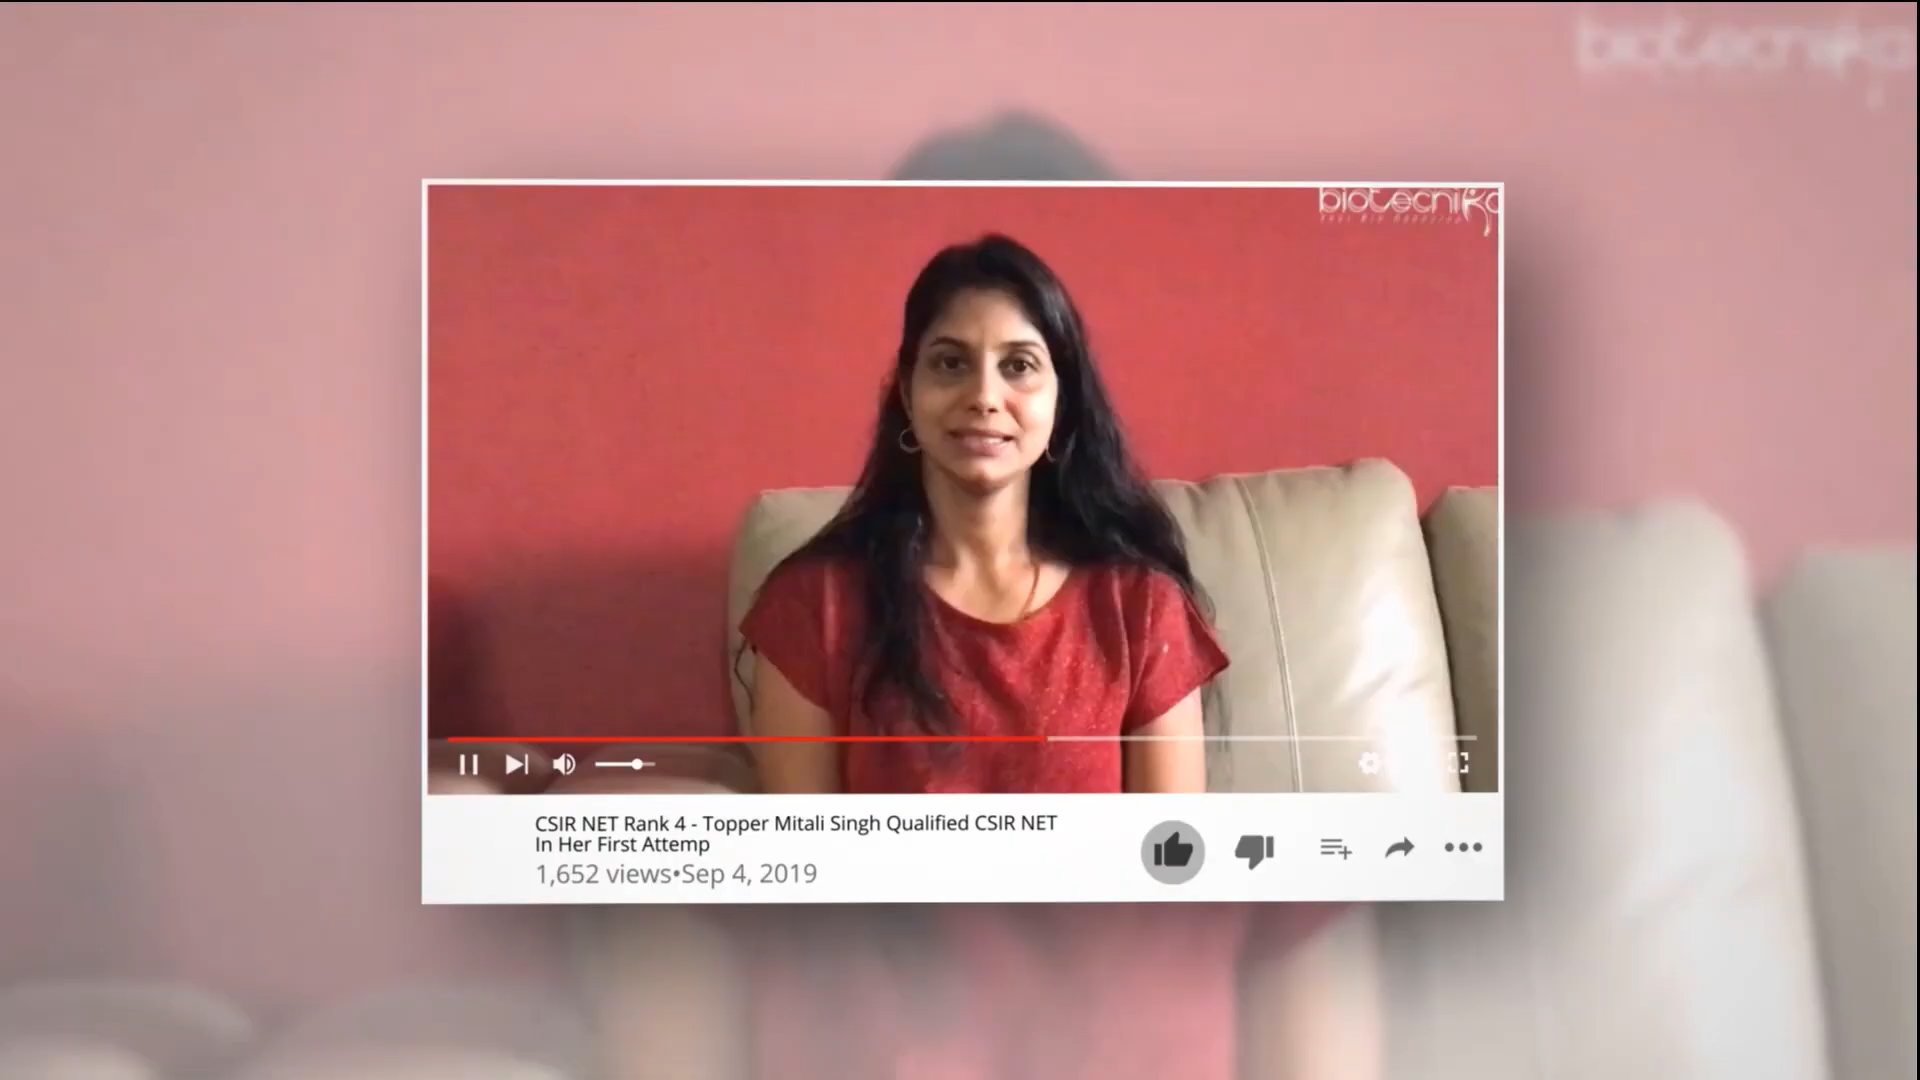 biotecnika
biotecnika
CSIR NET Rank 4 - Topper Mitali Singh Qualified CSIR NET
In Her First Attemp
1,652 views•Sep 4, 2019